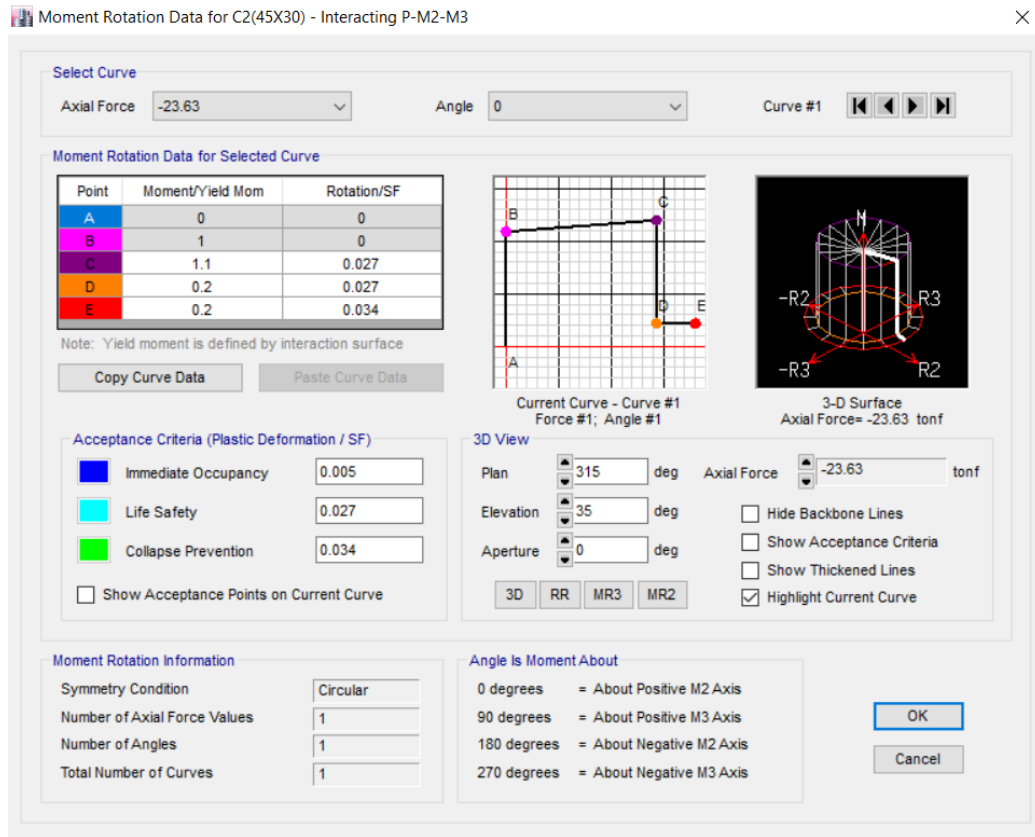 Moment Rotation Data for C2(45X30) - Interacting P-M2-M3
Select Curve
Axial Force -23.63 Angle 0 Curve #1
Moment Rotation Data for Selected Curve
Point Moment/Yield Mom Rotation/SF
A 0 0
B 1 0
C 1.1 0.027
D 0.2 0.027
E 0.2 0.034
Note: Yield moment is defined by interaction surface
Copy Curve Data Paste Curve Data
B
C
D
E
A
Current Curve - Curve #1
Force #1; Angle #1
M
-R2 R3
-R3 R2
3-D Surface
Axial Force= -23.63 tonf
Acceptance Criteria (Plastic Deformation / SF)
Immediate Occupancy 0.005
Life Safety 0.027
Collapse Prevention 0.034
Show Acceptance Points on Current Curve
3D View
Plan 315 deg Axial Force -23.63 tonf
Elevation 35 deg
Aperture 0 deg
3D RR MR3 MR2
Hide Backbone Lines
Show Acceptance Criteria
Show Thickened Lines
Highlight Current Curve
Moment Rotation Information
Symmetry Condition Circular
Number of Axial Force Values 1
Number of Angles 1
Total Number of Curves 1
Angle Is Moment About
0 degrees = About Positive M2 Axis
90 degrees = About Positive M3 Axis
180 degrees = About Negative M2 Axis
270 degrees = About Negative M3 Axis
OK
Cancel